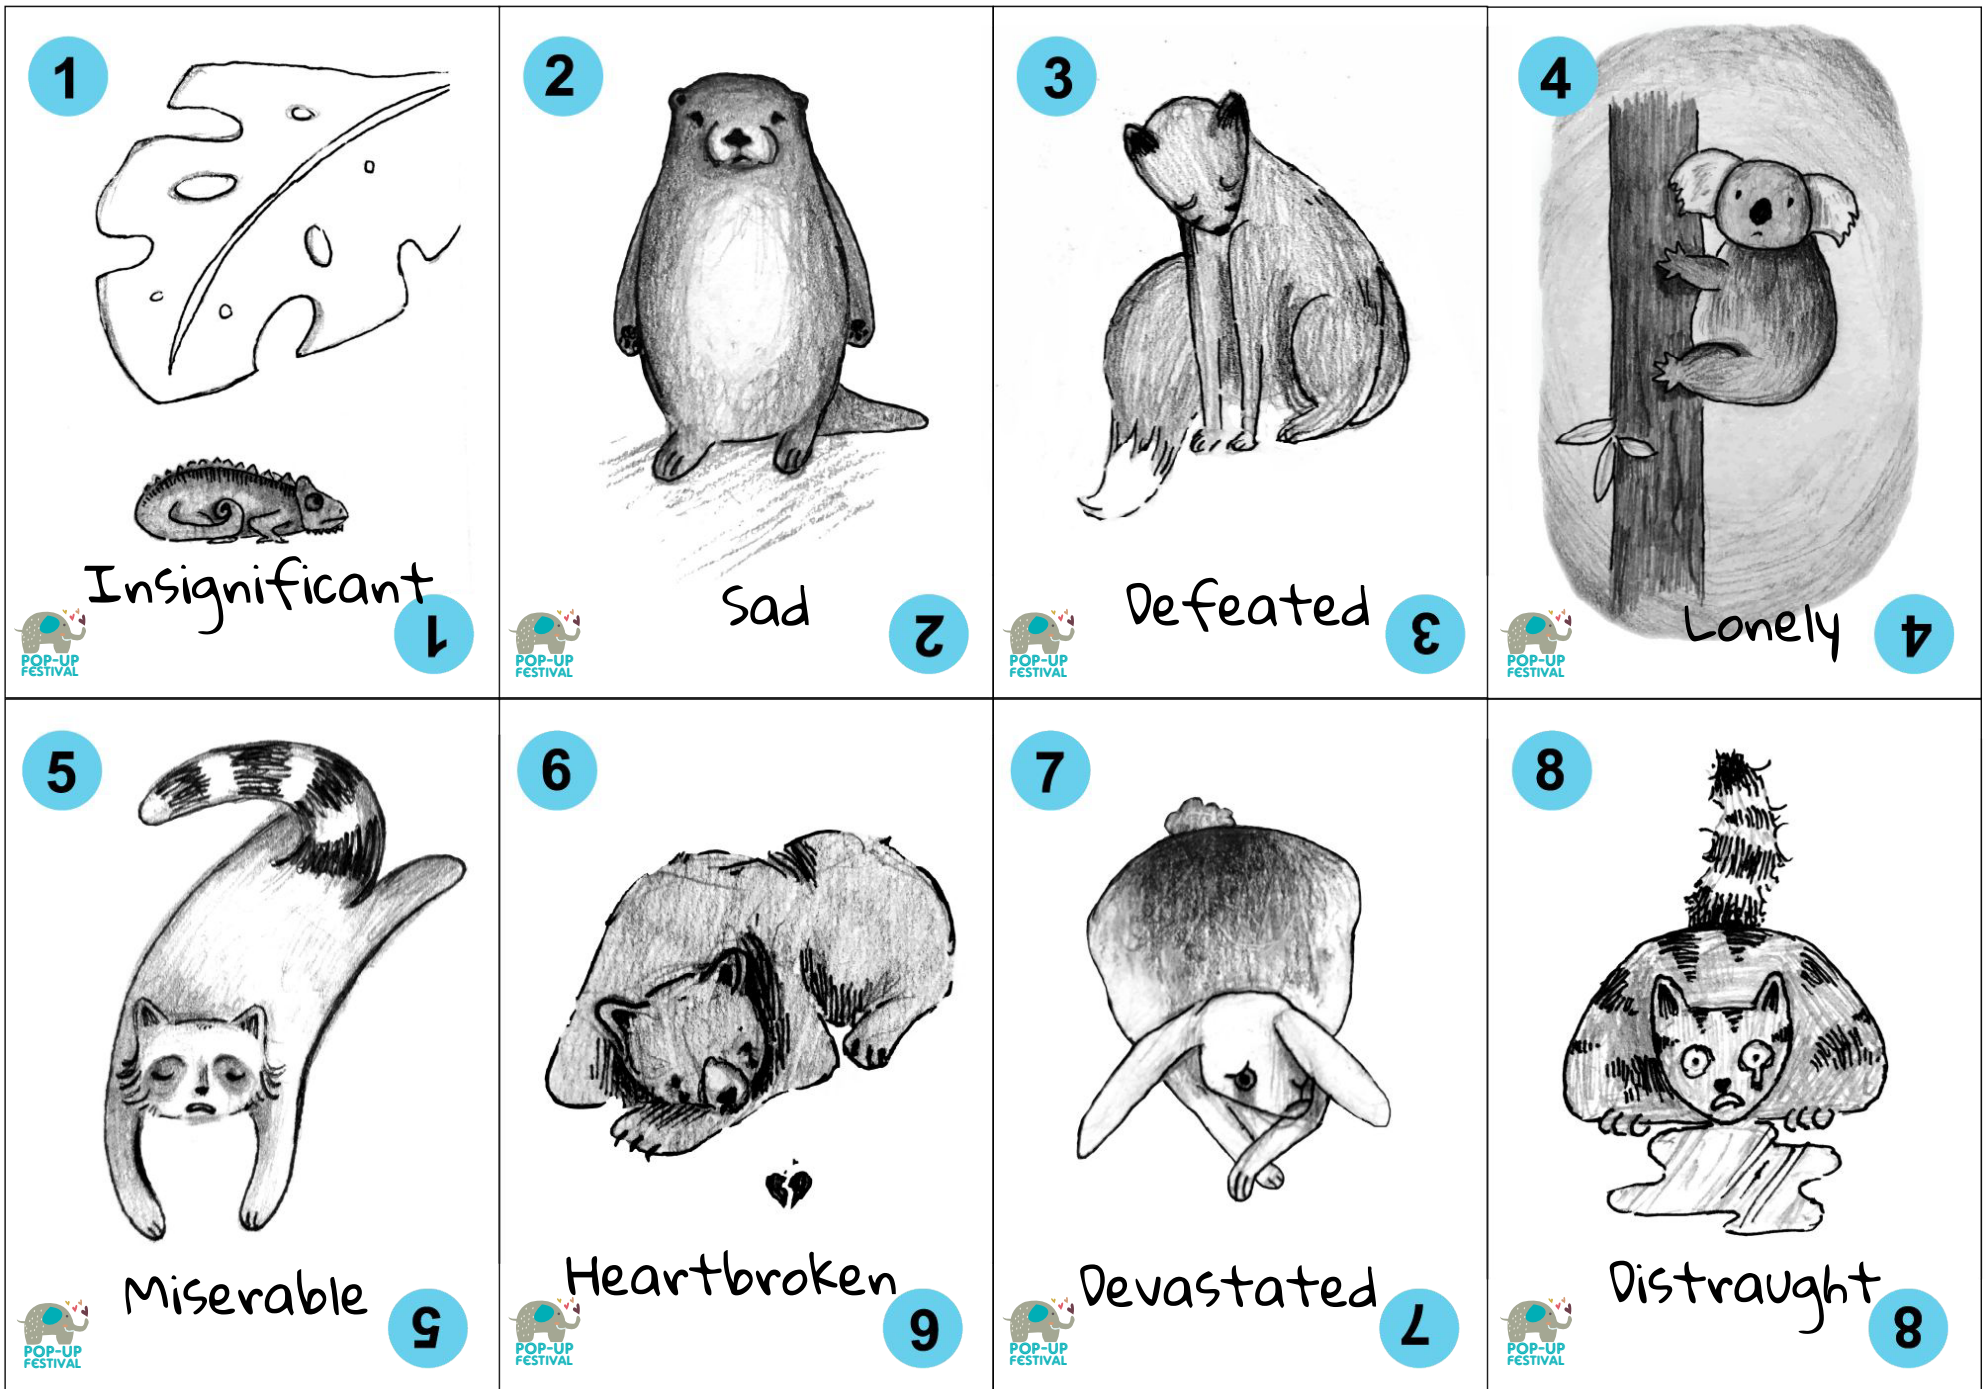 1
Insignificant
POP-UP
FESTIVAL
1
2
Sad
POP-UP
FESTIVAL
2
3
Defeated
POP-UP
FESTIVAL
3
4
Lonely
POP-UP
FESTIVAL
4
5
Miserable
POP-UP
FESTIVAL
5
6
Heartbroken
POP-UP
FESTIVAL
6
7
Devastated
POP-UP
FESTIVAL
7
8
Distraught
POP-UP
FESTIVAL
8